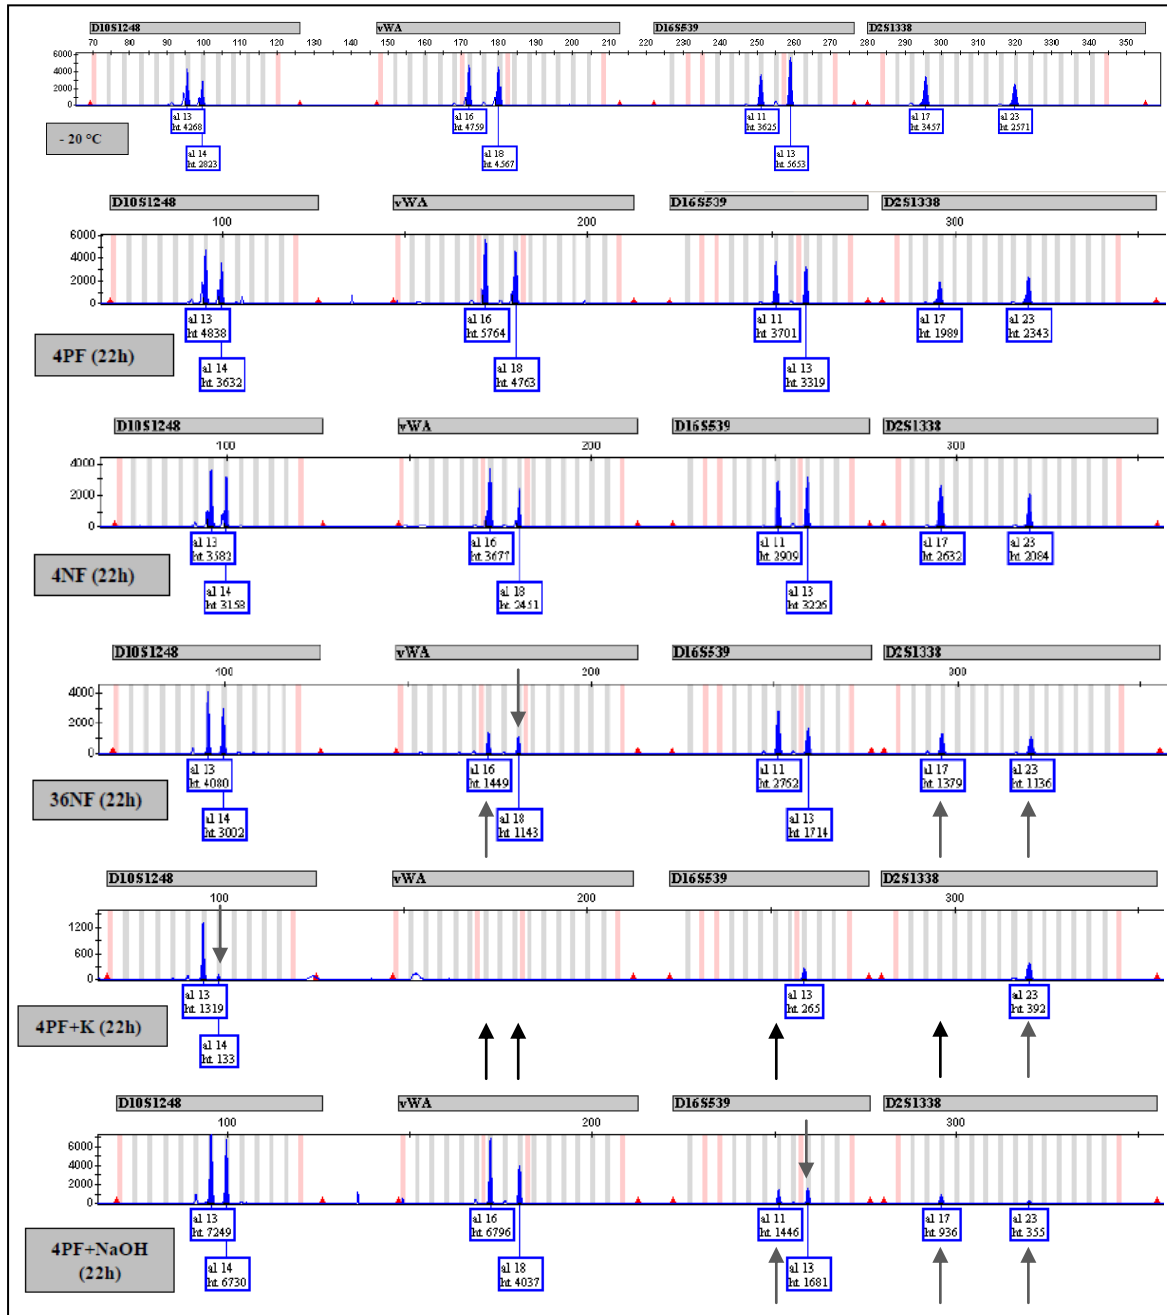 D10S1248 vWA D16S539 D2S1338
70 80 90 100 110 120 130 140 150 160 170 180 190 200 210 220 230 240 250 260 270 280 290 300 310 320 330 340 350
6000
4000
2000
0
al 13 al 16 al 11 al 17 al 23
ht 4268 ht 4759 ht 3625 ht 3457 ht 2571
- 20 °C
al 14 al 18 al 13
ht 2823 ht 4567 ht 5653
D10S1248 vWA D16S539 D2S1338
100 200 300
6000
4000
2000
0
al 13 al 16 al 11 al 17 al 23
ht 4838 ht 5764 ht 3701 ht 1989 ht 2343
4PF (22h)
al 14 al 18 al 13
ht 3632 ht 4763 ht 3319
D10S1248 vWA D16S539 D2S1338
100 200 300
4000
2000
0
al 13 al 16 al 11 al 17 al 23
ht 3582 ht 3677 ht 2909 ht 2632 ht 2084
4NF (22h)
al 14 al 18 al 13
ht 3158 ht 2451 ht 3226
D10S1248 vWA D16S539 D2S1338
100 200 300
4000
2000
0
al 13 al 16 al 11 al 17 al 23
ht 4080 ht 1449 ht 2762 ht 1379 ht 1136
36NF (22h)
al 14 al 18 al 13
ht 3002 ht 1143 ht 1714
D10S1248 vWA D16S539 D2S1338
100 200 300
1200
600
0
al 13 al 13 al 23
ht 1319 ht 265 ht 392
4PF+K (22h)
al 14
ht 133
D10S1248 vWA D16S539 D2S1338
100 200 300
6000
4000
2000
0
al 13 al 16 al 11 al 17 al 23
ht 7249 ht 6796 ht 1446 ht 936 ht 355
4PF+NaOH
(22h)
al 14 al 18 al 13
ht 6730 ht 4037 ht 1681